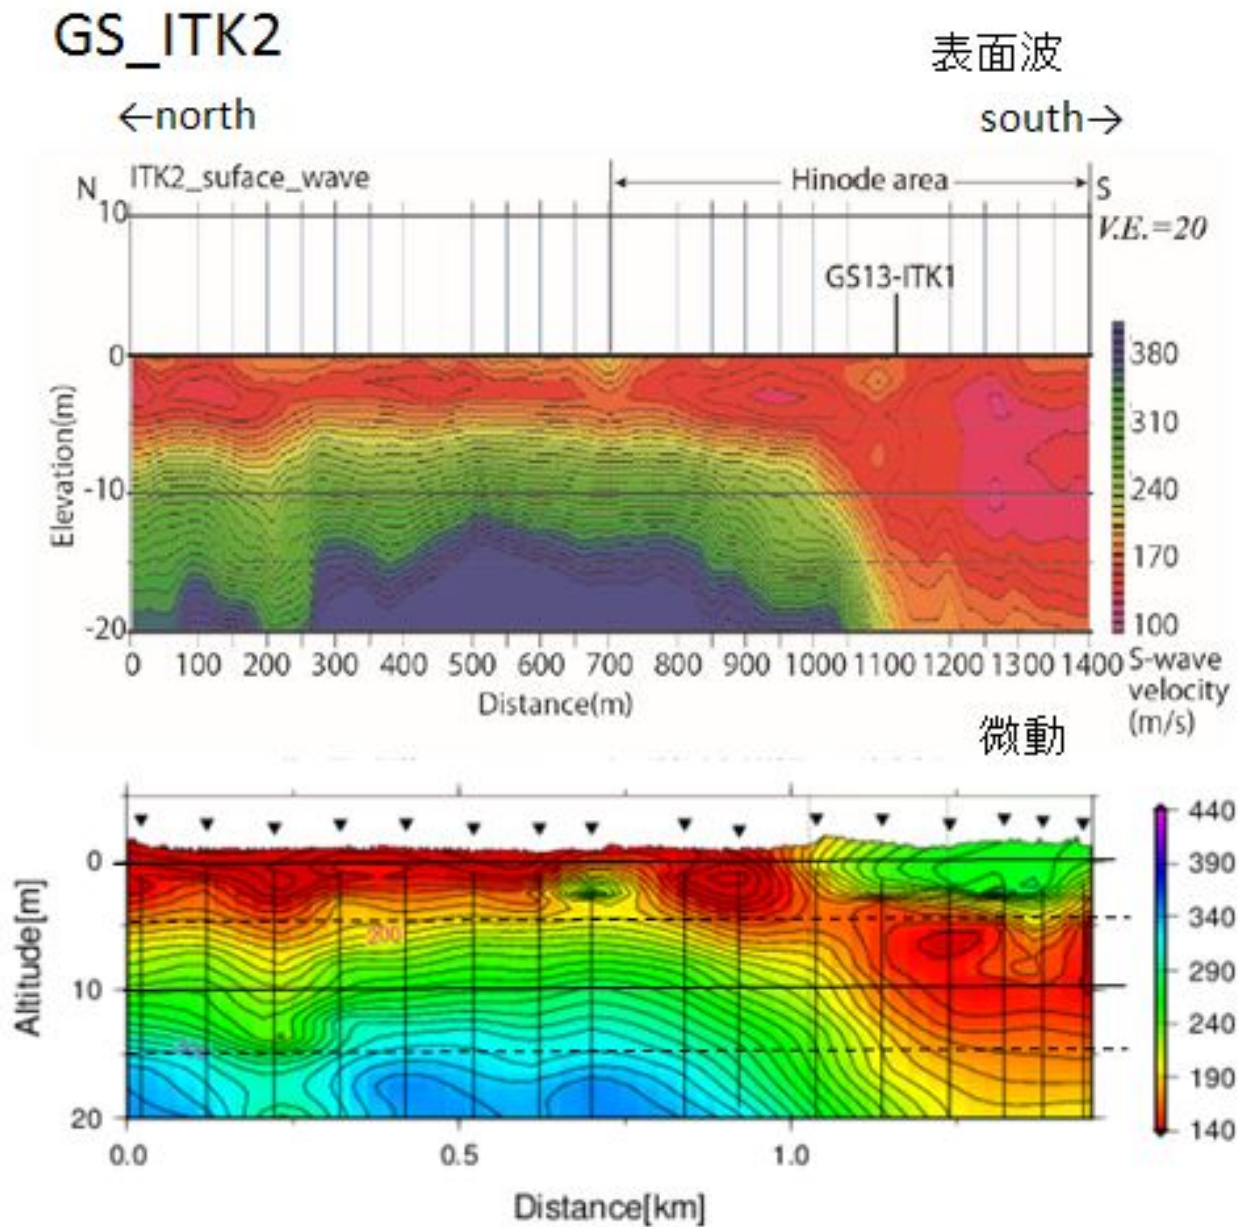 GS_ITK2
表面波
←north
south→
ITK2_suface_wave
Hinode area
N
S
10
V.E.=20
GS13-ITK1
0
-10
-20
Elevation(m)
380
310
240
170
100
0 100 200 300 400 500 600 700 800 900 1000 1100 1200 1300 1400
S-wave
velocity
(m/s)
Distance(m)
微動
0
10
20
Altitude[m]
200
440
390
340
290
240
190
140
0.0 0.5 1.0
Distance[km]